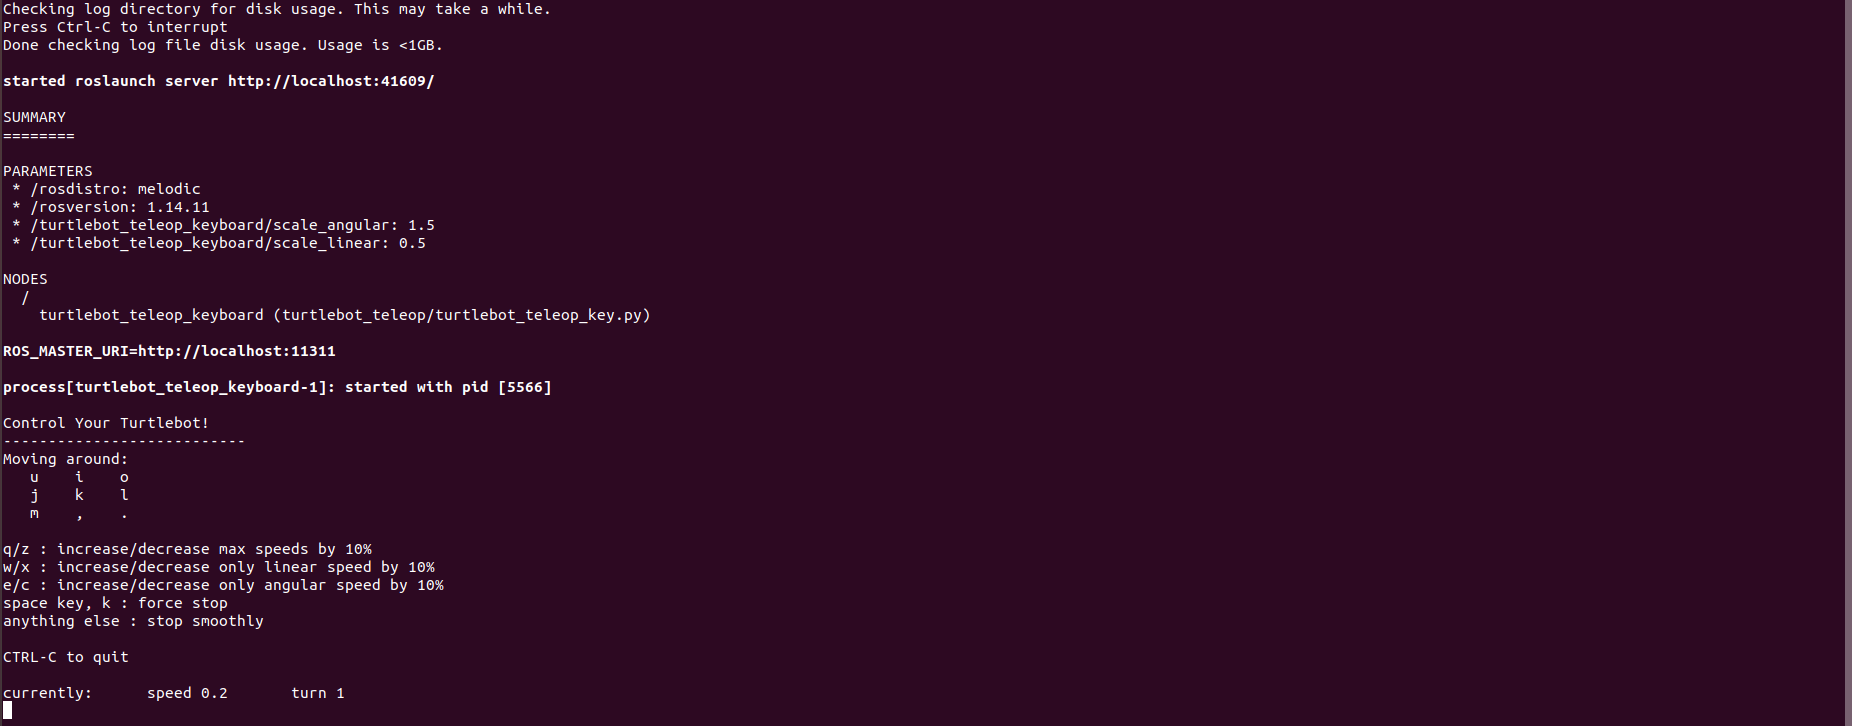 Checking log directory for disk usage. This may take a while.
Press Ctrl-C to interrupt
Done checking log file disk usage. Usage is <1GB.
started roslaunch server http://localhost:41609/
SUMMARY
========
PARAMETERS
 * /rosdistro: melodic
 * /rosversion: 1.14.11
 * /turtlebot_teleop_keyboard/scale_angular: 1.5
 * /turtlebot_teleop_keyboard/scale_linear: 0.5
NODES
  /
    turtlebot_teleop_keyboard (turtlebot_teleop/turtlebot_teleop_key.py)
ROS_MASTER_URI=http://localhost:11311
process[turtlebot_teleop_keyboard-1]: started with pid [5566]
Control Your Turtlebot!
---------------------------
Moving around:
   u    i    o
   j    k    l
   m    ,    .
q/z : increase/decrease max speeds by 10%
w/x : increase/decrease only linear speed by 10%
e/c : increase/decrease only angular speed by 10%
space key, k : force stop
anything else : stop smoothly
CTRL-C to quit
currently:      speed 0.2       turn 1